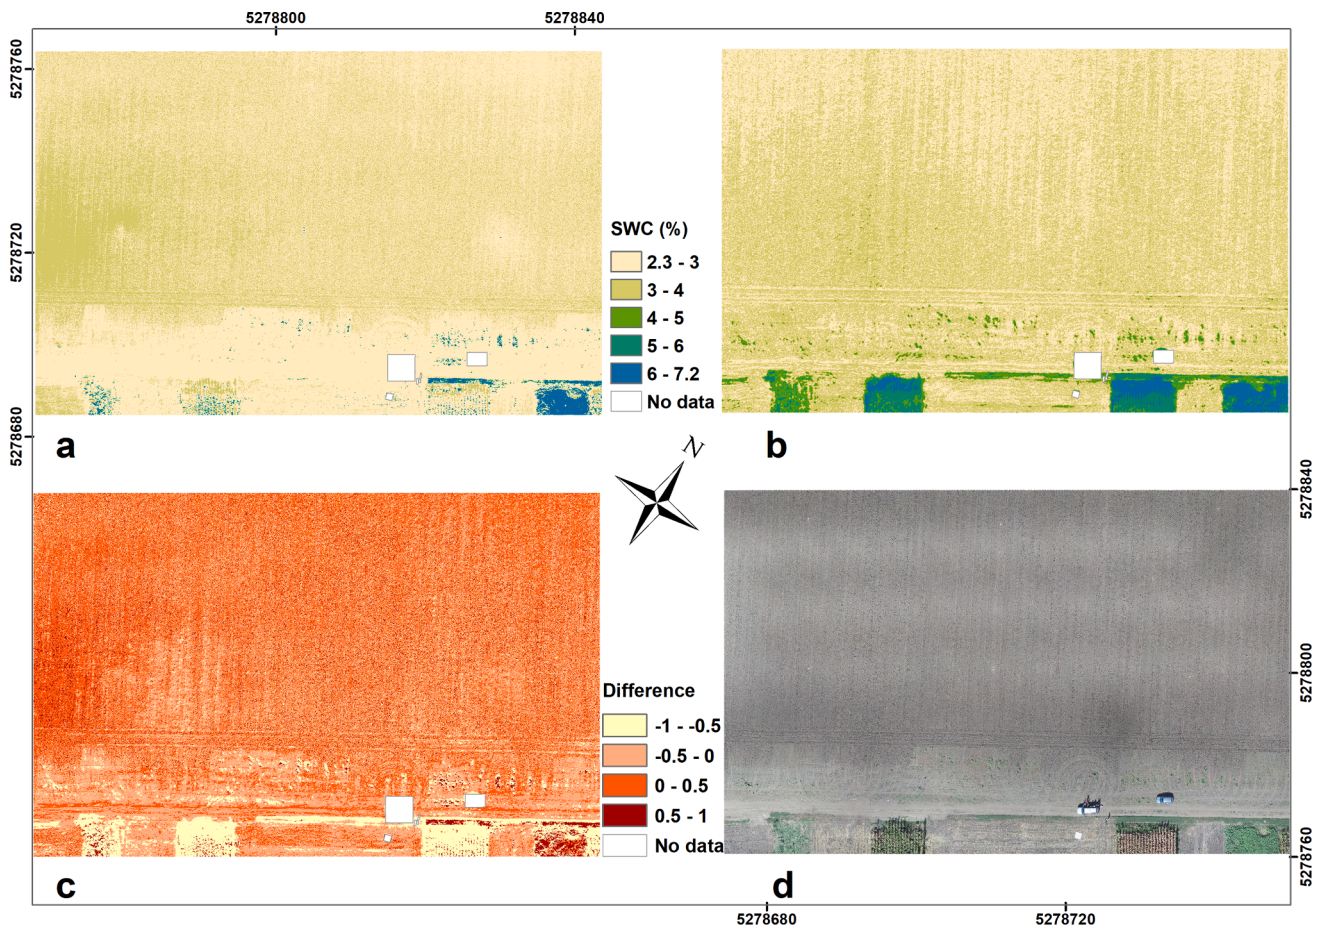 5278800
5278840
5278760
5278720
5278680
SWC (%)
2.3 - 3
3 - 4
4 - 5
5 - 6
6 - 7.2
No data
a
b
N
5278840
5278800
5278760
Difference
-1 - -0.5
-0.5 - 0
0 - 0.5
0.5 - 1
No data
c
d
5278680
5278720